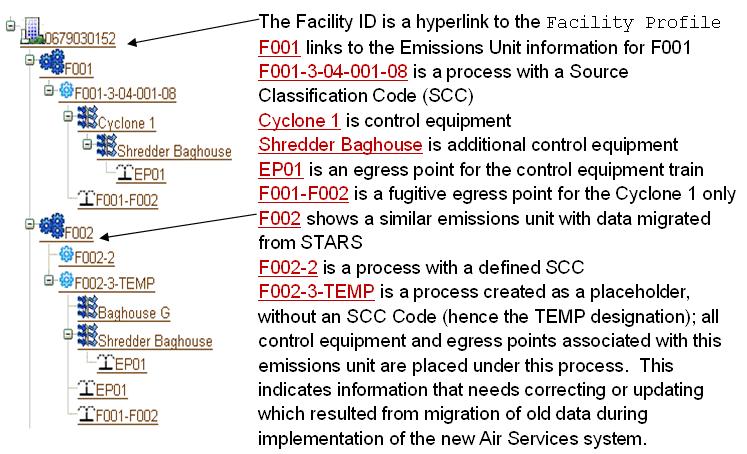 0679030152
F001
F001-3-04-001-08
Cyclone 1
Shredder Baghouse
EP01
F001-F002
F002
F002-2
F002-3-TEMP
Baghouse G
Shredder Baghouse
EP01
EP01
F001-F002
The Facility ID is a hyperlink to the Facility Profile
F001 links to the Emissions Unit information for F001
F001-3-04-001-08 is a process with a Source
Classification Code (SCC)
Cyclone 1 is control equipment
Shredder Baghouse is additional control equipment
EP01 is an egress point for the control equipment train
F001-F002 is a fugitive egress point for the Cyclone 1 only
F002 shows a similar emissions unit with data migrated
from STARS
F002-2 is a process with a defined SCC
F002-3-TEMP is a process created as a placeholder,
without an SCC Code (hence the TEMP designation); all
control equipment and egress points associated with this
emissions unit are placed under this process.  This
indicates information that needs correcting or updating
which resulted from migration of old data during
implementation of the new Air Services system.